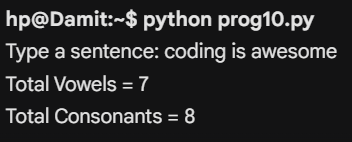 hp@Damit:~$ python prog10.py
Type a sentence: coding is awesome
Total Vowels = 7
Total Consonants = 8